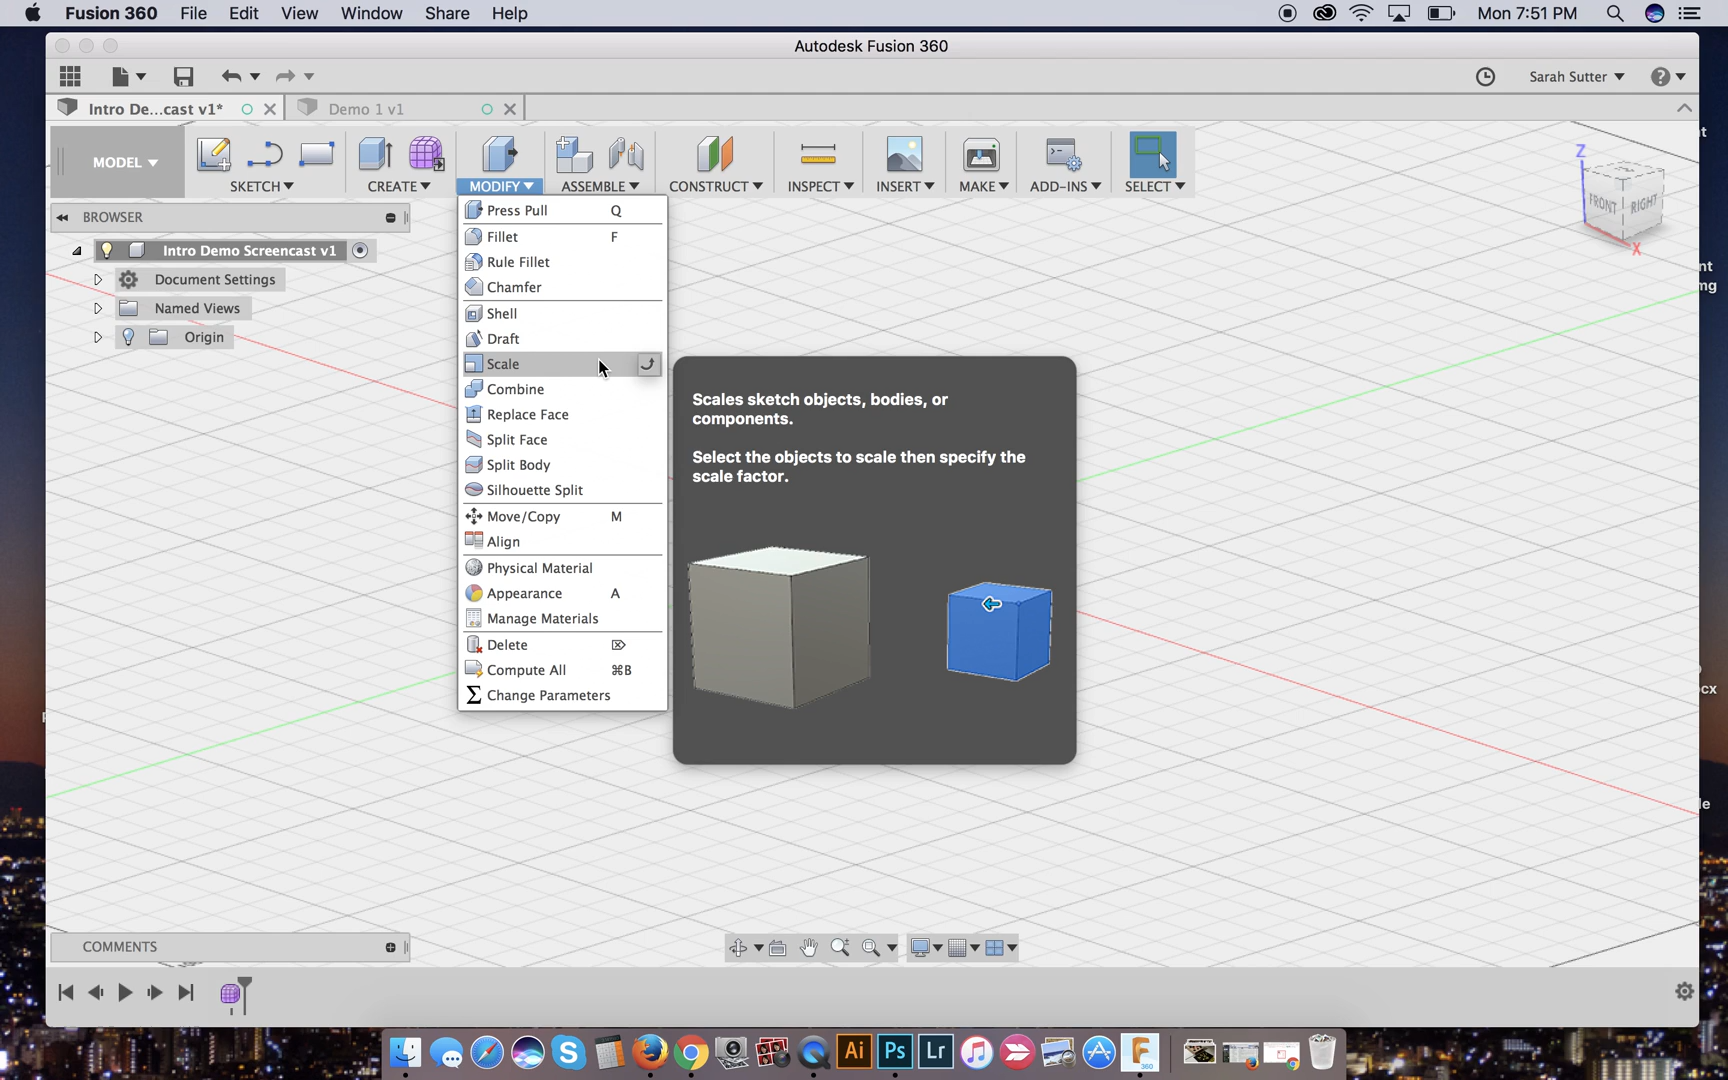 Fusion 360 File Edit View Window Share Help
Mon 7:51 PM
Autodesk Fusion 360
Sarah Sutter
Intro De...cast v1*
Demo 1 v1
MODEL
SKETCH
CREATE
MODIFY
ASSEMBLE
CONSTRUCT
INSPECT
INSERT
MAKE
ADD-INS
SELECT
Z
FRONT
RIGHT
X
BROWSER
Intro Demo Screencast v1
Document Settings
Named Views
Origin
Press Pull Q
Fillet F
Rule Fillet
Chamfer
Shell
Draft
Scale
Combine
Replace Face
Split Face
Split Body
Silhouette Split
Move/Copy M
Align
Physical Material
Appearance A
Manage Materials
Delete ⌦
Compute All ⌘B
Change Parameters
Scales sketch objects, bodies, or
components.
Select the objects to scale then specify the
scale factor.
COMMENTS
Ai
Ps
Lr
360